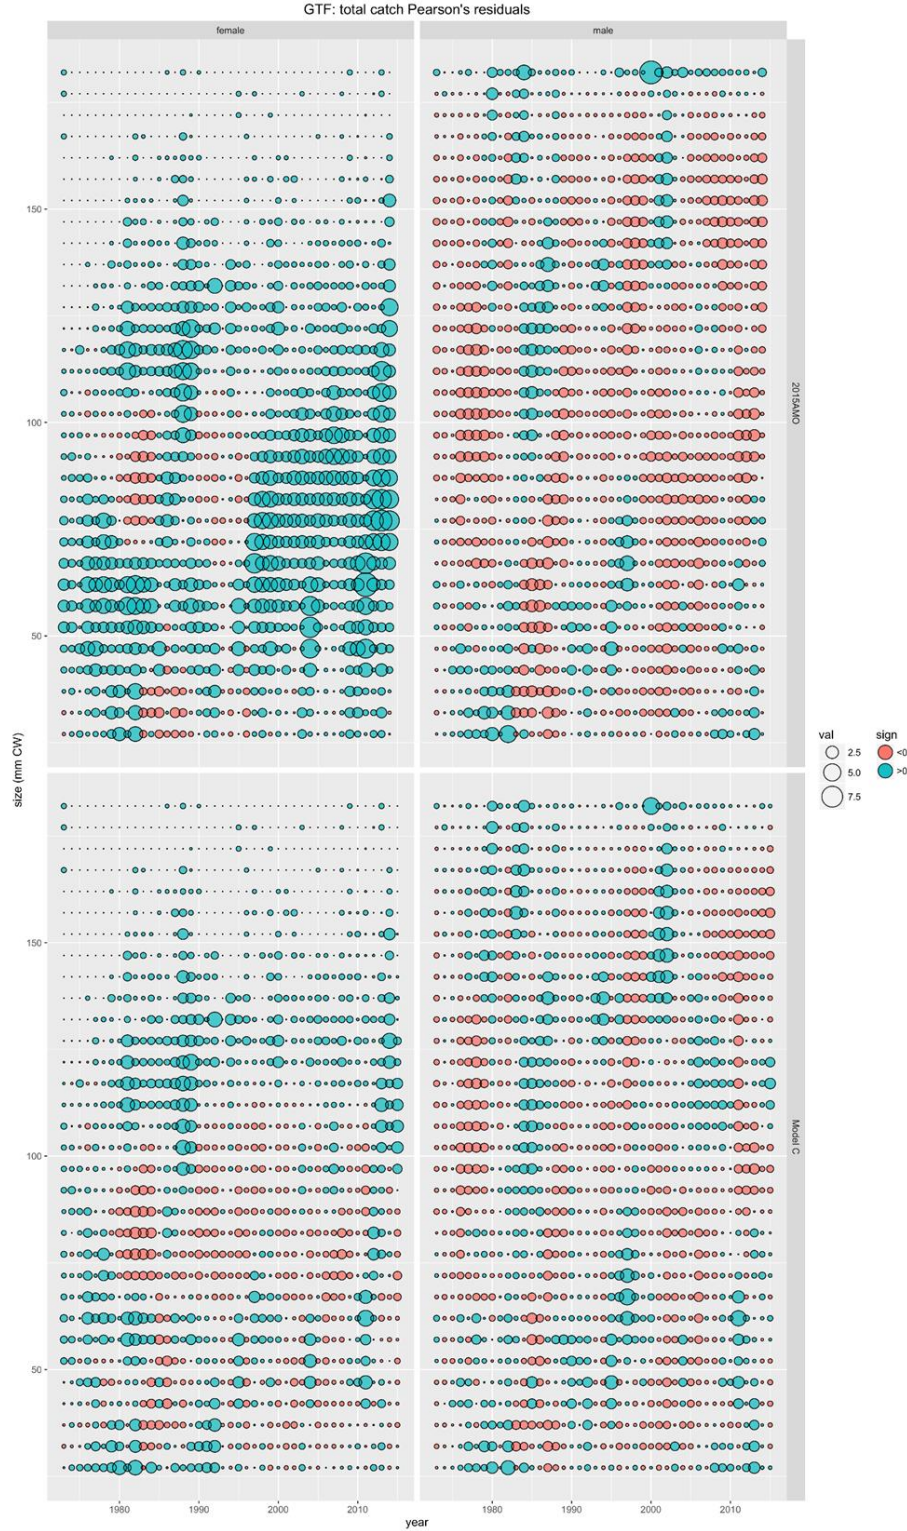 GTF: total catch Pearson's residuals
female
male
150
100
50
2015AMO
size (mm CW)
val
2.5
5.0
7.5
sign
<0
>0
150
100
50
Model C
1980
1990
2000
2010
1980
1990
2000
2010
year